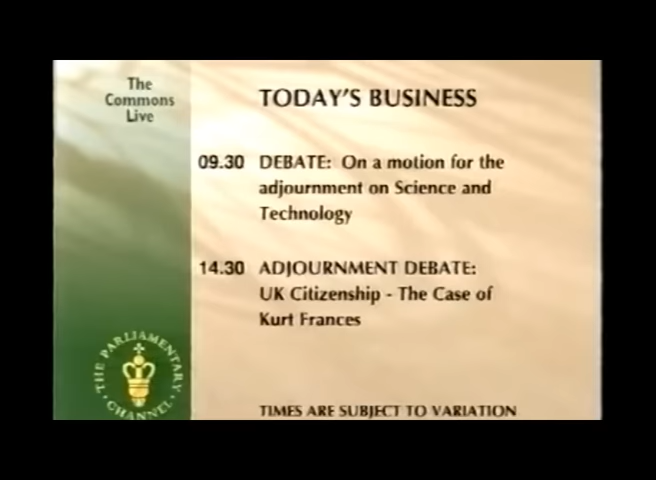 The
Commons
Live
TODAY'S BUSINESS
09.30 DEBATE: On a motion for the
adjournment on Science and
Technology
14.30 ADJOURNMENT DEBATE:
UK Citizenship - The Case of
Kurt Frances
THE PARLIAMENTARY
CHANNEL
TIMES ARE SUBJECT TO VARIATION